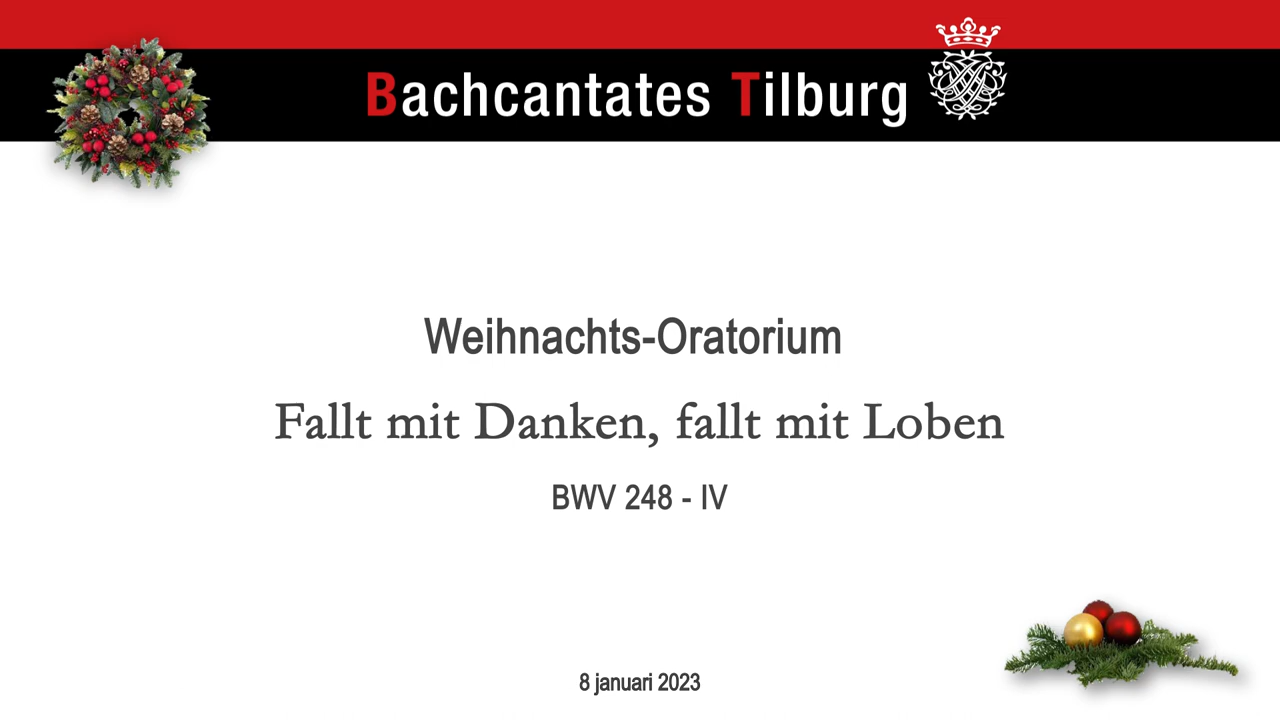 Bachcantates Tilburg
Weihnachts-Oratorium
Fallt mit Danken, fallt mit Loben
BWV 248 - IV
8 januari 2023